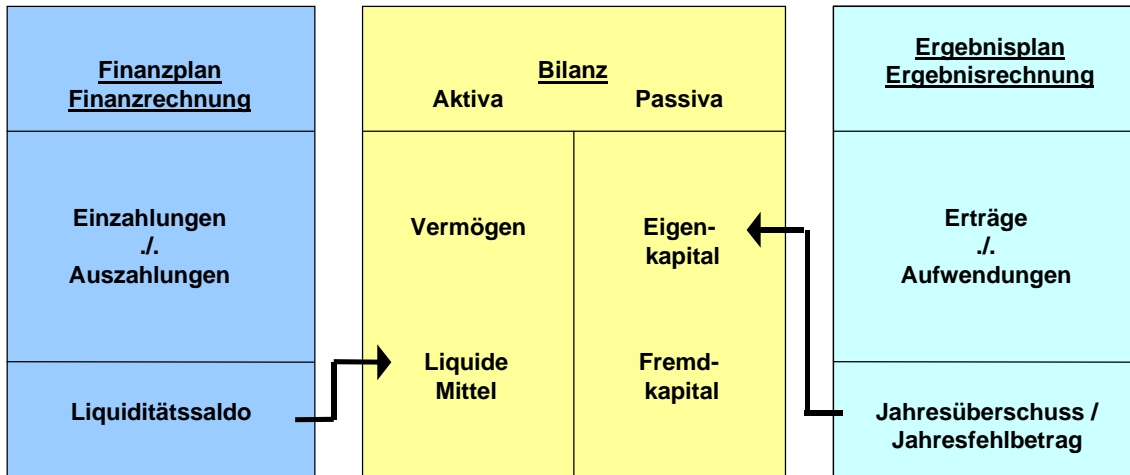 Finanzplan
Finanzrechnung
Einzahlungen
./.
Auszahlungen
Liquiditätssaldo
Bilanz
Aktiva Passiva
Vermögen
Eigen-
kapital
Liquide
Mittel
Fremd-
kapital
Ergebnisplan
Ergebnisrechnung
Erträge
./.
Aufwendungen
Jahresüberschuss /
Jahresfehlbetrag